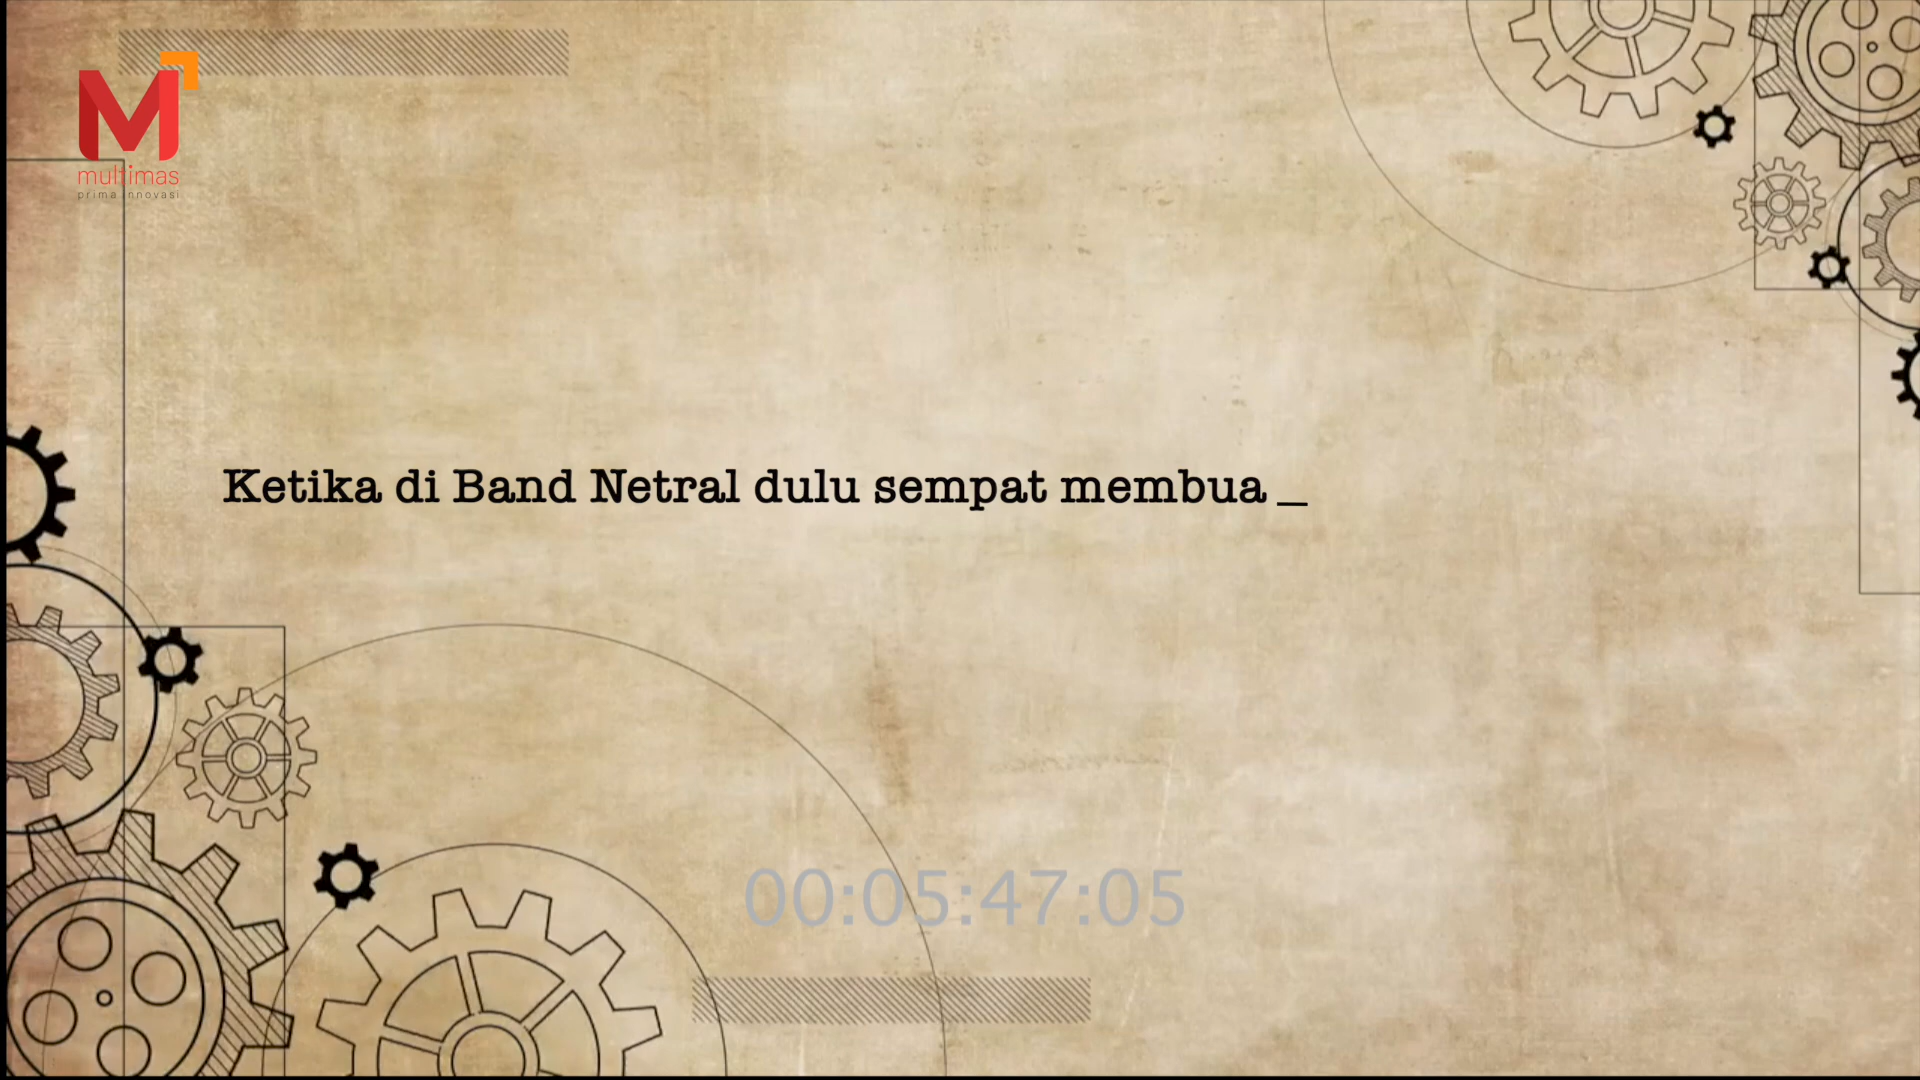 M
multimas
prima innovasi
Ketika di Band Netral dulu sempat membua _
00:05:47:05